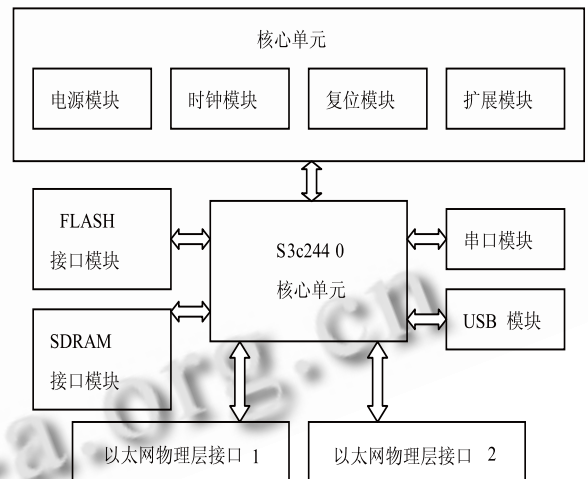 核心单元
电源模块 时钟模块 复位模块 扩展模块
FLASH
接口模块
S3c244 0
核心单元
串口模块
SDRAM
接口模块
USB 模块
以太网物理层接口 1
以太网物理层接口 2
a.org.cn